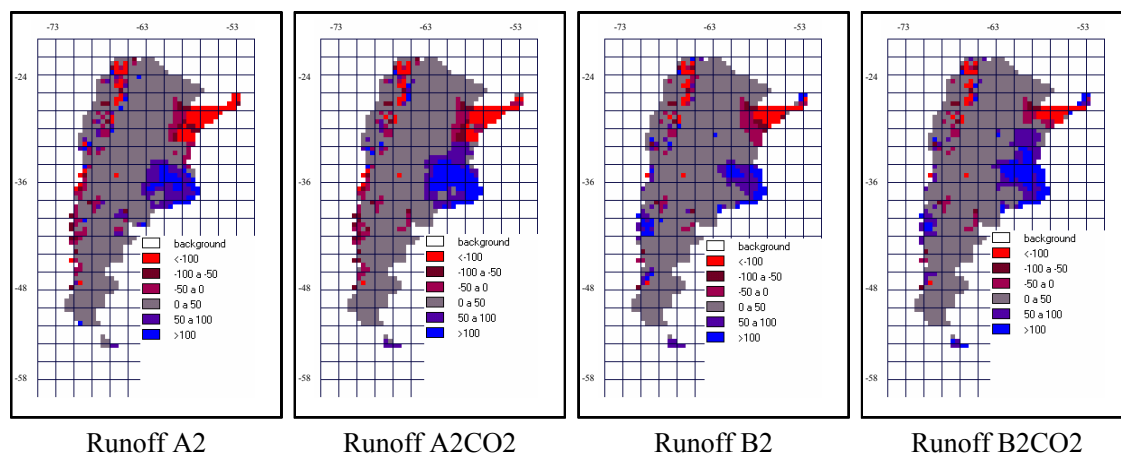 -73 -63 -53
-24
-36
-48
-58
background
<-100
-100 a -50
-50 a 0
0 a 50
50 a 100
>100
Runoff A2
-73 -63 -53
-24
-36
-48
-58
background
<-100
-100 a -50
-50 a 0
0 a 50
50 a 100
>100
Runoff A2CO2
-73 -63 -53
-24
-36
-48
-58
background
<-100
-100 a -50
-50 a 0
0 a 50
50 a 100
>100
Runoff B2
-73 -63 -53
-24
-36
-48
-58
background
<-100
-100 a -50
-50 a 0
0 a 50
50 a 100
>100
Runoff B2CO2